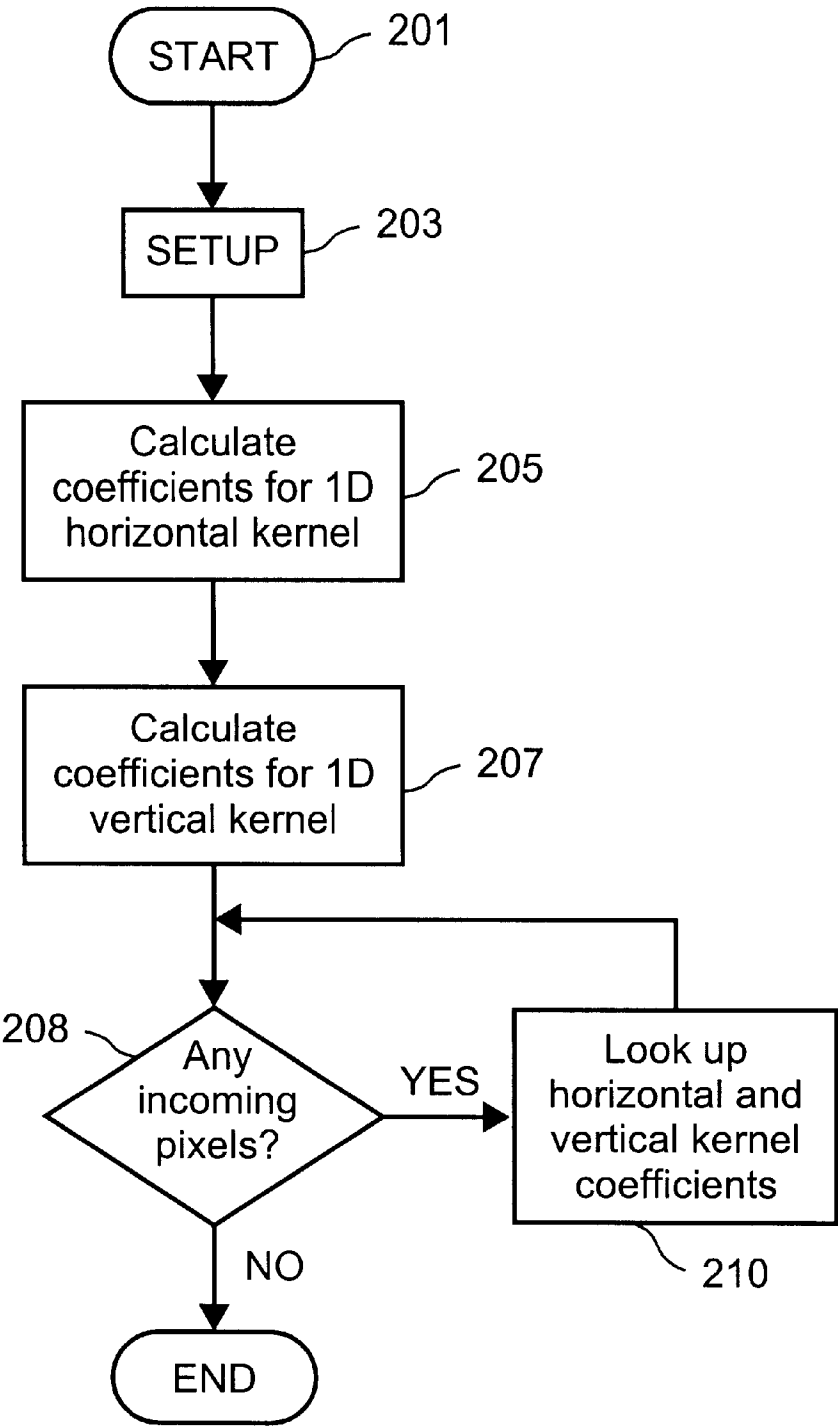 START
201
SETUP
203
Calculate
coefficients for 1D
horizontal kernel
205
Calculate
coefficients for 1D
vertical kernel
207
208
Any
incoming
pixels?
YES
Look up
horizontal and
vertical kernel
coefficients
210
NO
END